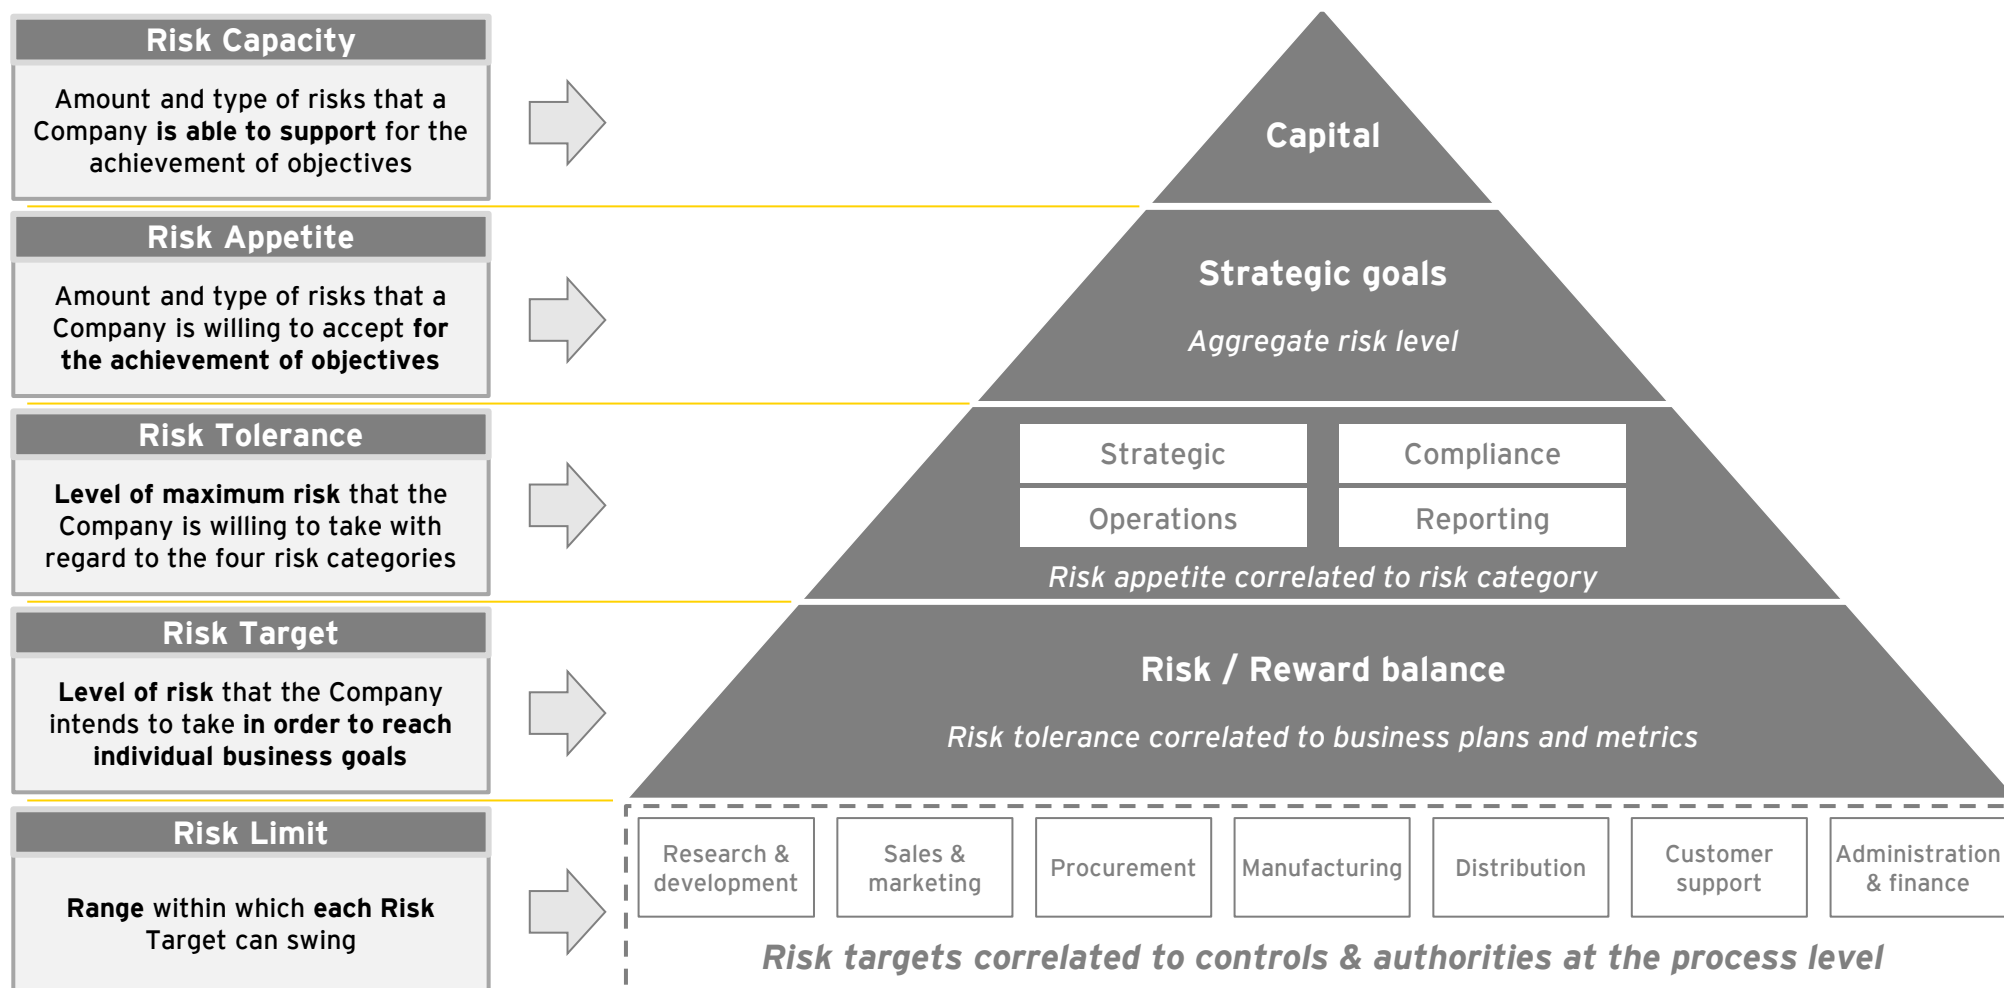 Risk Capacity
Amount and type of risks that a
Company is able to support for the
achievement of objectives
Capital
Risk Appetite
Amount and type of risks that a
Company is willing to accept for
the achievement of objectives
Strategic goals
Aggregate risk level
Risk Tolerance
Level of maximum risk that the
Company is willing to take with
regard to the four risk categories
Strategic
Compliance
Operations
Reporting
Risk appetite correlated to risk category
Risk Target
Level of risk that the Company
intends to take in order to reach
individual business goals
Risk / Reward balance
Risk tolerance correlated to business plans and metrics
Risk Limit
Range within which each Risk
Target can swing
Research &
development
Sales &
marketing
Procurement
Manufacturing
Distribution
Customer
support
Administration
& finance
Risk targets correlated to controls & authorities at the process level